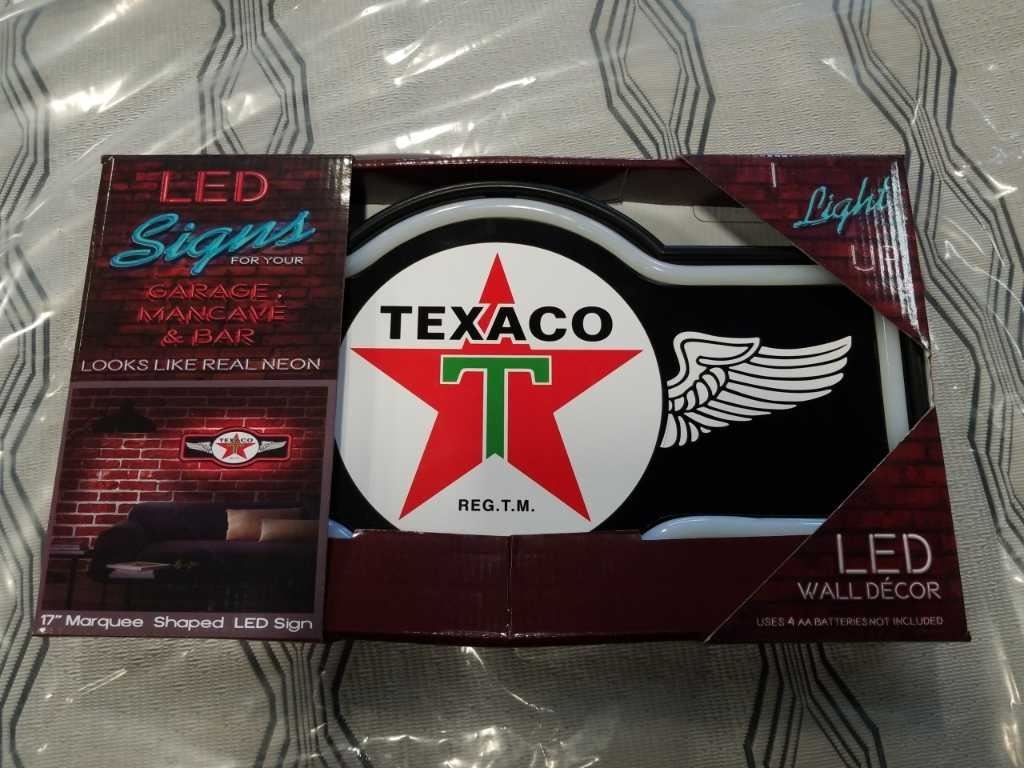 LED
Signs
FOR YOUR
GARAGE,
MANCAVE
& BAR
LOOKS LIKE REAL NEON
TEXACO
17" Marquee Shaped LED Sign
TEXACO
T
REG.T.M.
Light
UP
LED
WALL DÉCOR
USES 4 AA BATTERIES NOT INCLUDED